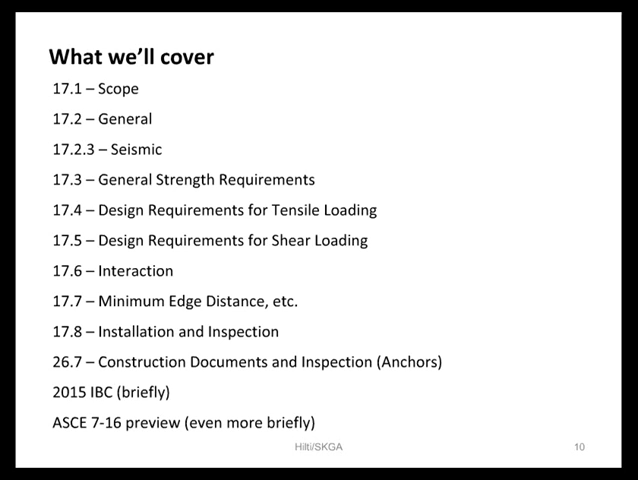 What we’ll cover
17.1 – Scope
17.2 – General
17.2.3 – Seismic
17.3 – General Strength Requirements
17.4 – Design Requirements for Tensile Loading
17.5 – Design Requirements for Shear Loading
17.6 – Interaction
17.7 – Minimum Edge Distance, etc.
17.8 – Installation and Inspection
26.7 – Construction Documents and Inspection (Anchors)
2015 IBC (briefly)
ASCE 7-16 preview (even more briefly)
Hilti/SKGA 10